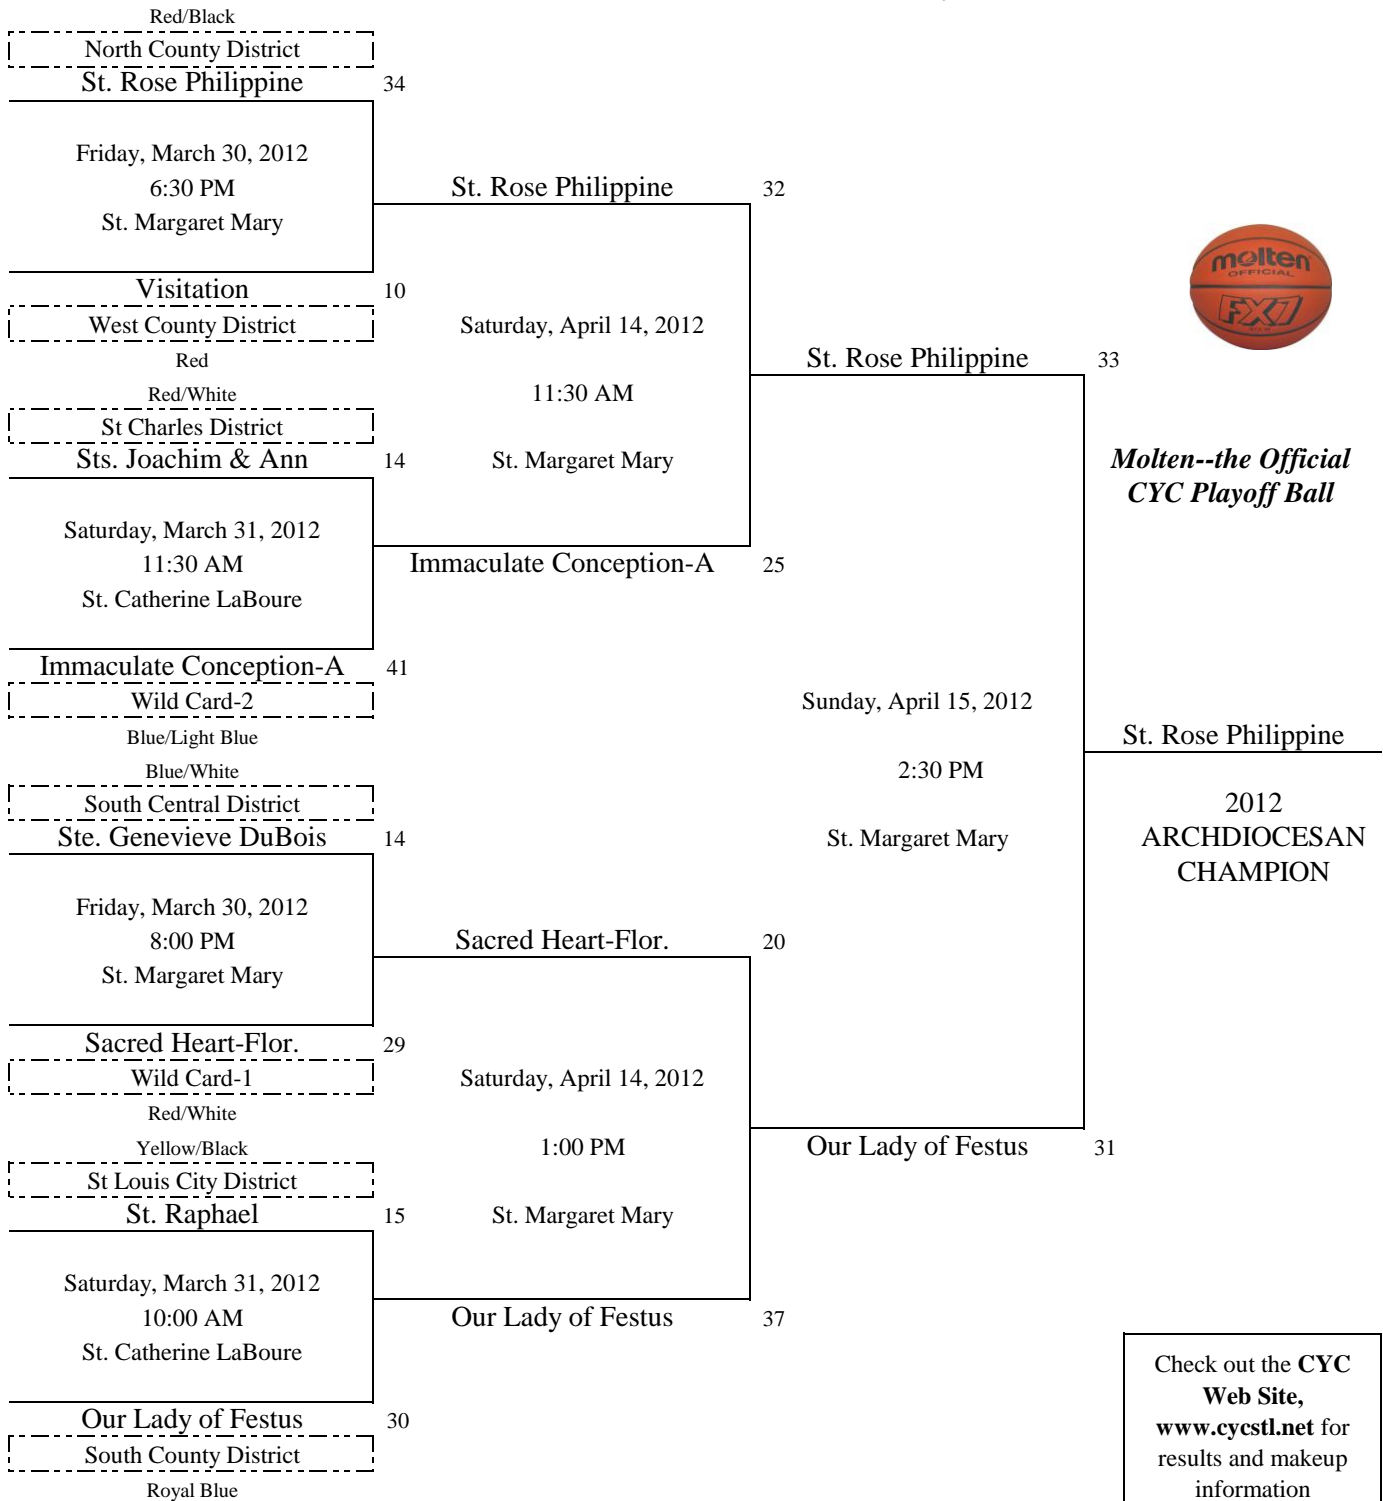 Red/Black
North County District
St. Rose Philippine 34
Friday, March 30, 2012
6:30 PM
St. Margaret Mary
Visitation 10
West County District
Red
St. Rose Philippine 32
Saturday, April 14, 2012
11:30 AM
St. Margaret Mary
Immaculate Conception-A 25
Red/White
St Charles District
Sts. Joachim & Ann 14
Saturday, March 31, 2012
11:30 AM
St. Catherine LaBoure
Immaculate Conception-A 41
Wild Card-2
Blue/Light Blue
St. Rose Philippine 33
Sunday, April 15, 2012
2:30 PM
St. Margaret Mary
Our Lady of Festus 31
Blue/White
South Central District
Ste. Genevieve DuBois 14
Friday, March 30, 2012
8:00 PM
St. Margaret Mary
Sacred Heart-Flor. 29
Wild Card-1
Red/White
Sacred Heart-Flor. 20
Saturday, April 14, 2012
1:00 PM
St. Margaret Mary
Our Lady of Festus 37
Yellow/Black
St Louis City District
St. Raphael 15
Saturday, March 31, 2012
10:00 AM
St. Catherine LaBoure
Our Lady of Festus 30
South County District
Royal Blue
molten
OFFICIAL
FX7
Molten--the Official
CYC Playoff Ball
St. Rose Philippine
2012
ARCHDIOCESAN
CHAMPION
Check out the CYC
Web Site,
www.cycstl.net for
results and makeup
information